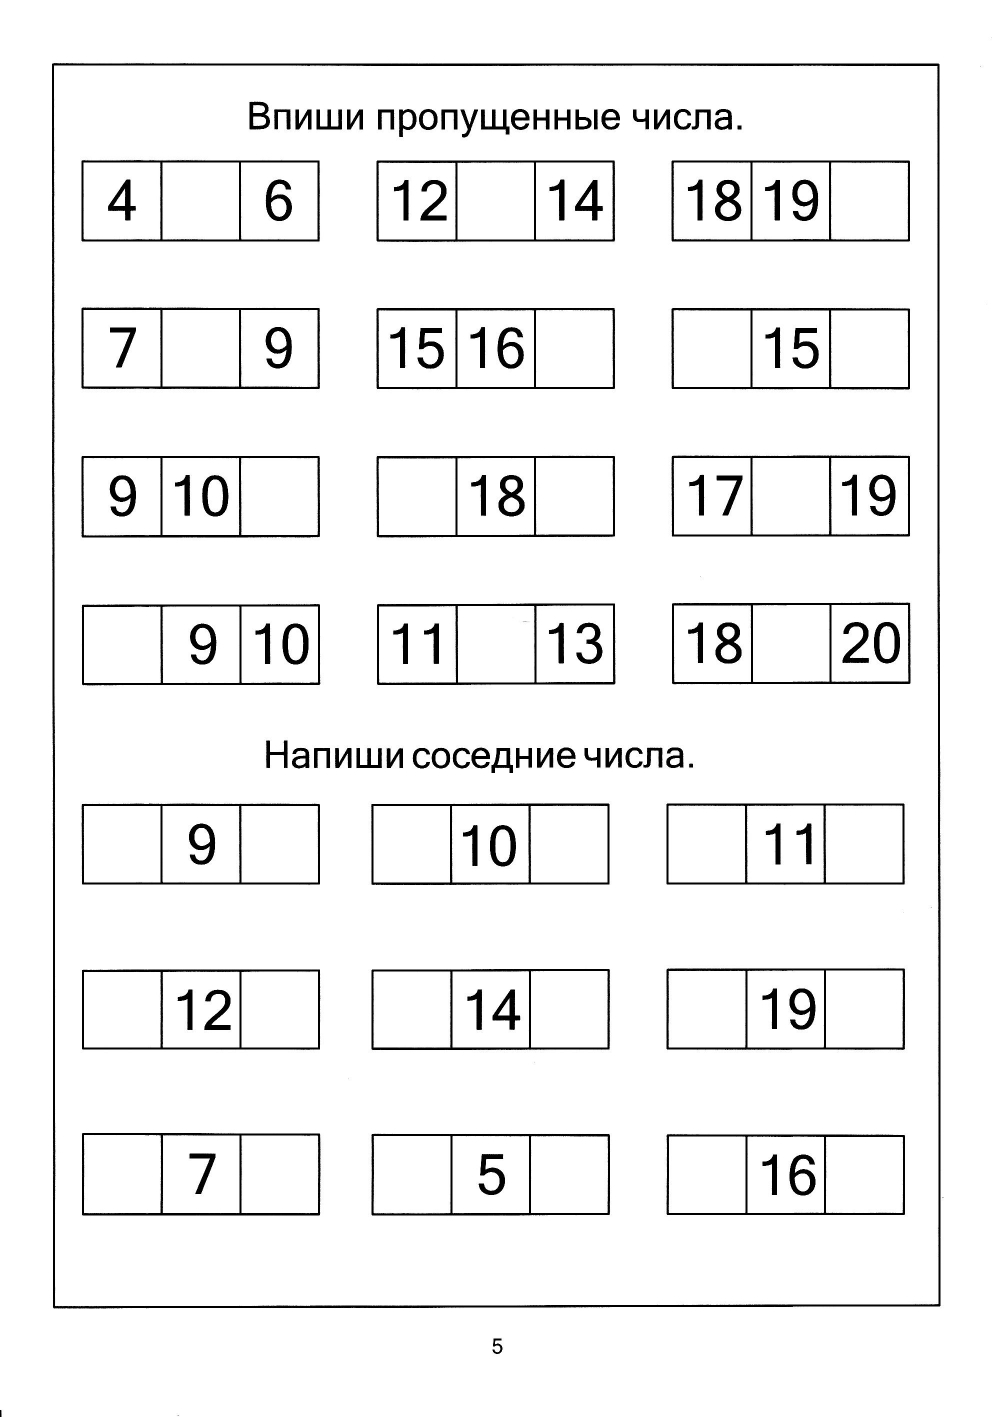 Впиши пропущенные числа.
4 6 12 14 18 19
7 9 15 16 15
9 10 18 17 19
9 10 11 13 18 20
Напиши соседние числа.
9 10 11
12 14 19
7 5 16
5